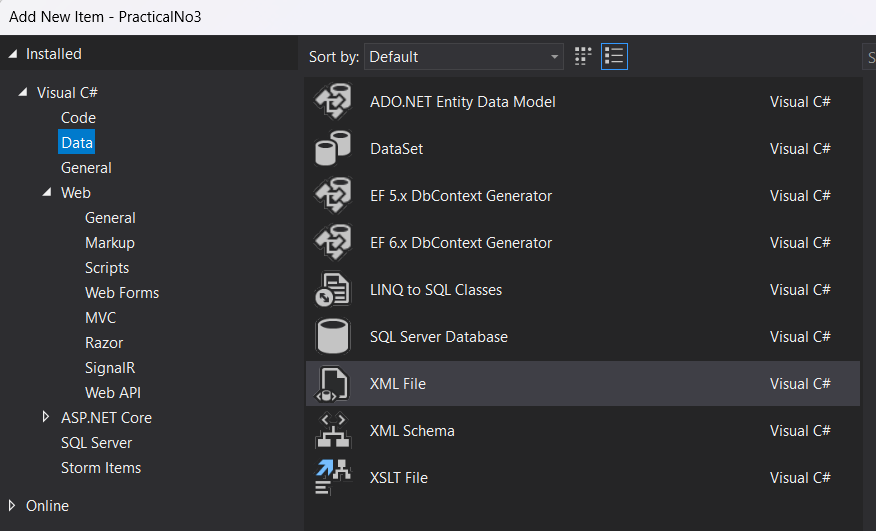 Add New Item - PracticalNo3
Installed
Sort by: Default
S
Visual C#
Code
Data
General
Web
General
Markup
Scripts
Web Forms
MVC
Razor
SignalR
Web API
ASP.NET Core
SQL Server
Storm Items
Online
ADO.NET Entity Data Model Visual C#
DataSet Visual C#
EF 5.x DbContext Generator Visual C#
EF 6.x DbContext Generator Visual C#
LINQ to SQL Classes Visual C#
SQL Server Database Visual C#
XML File Visual C#
XML Schema Visual C#
XSLT File Visual C#